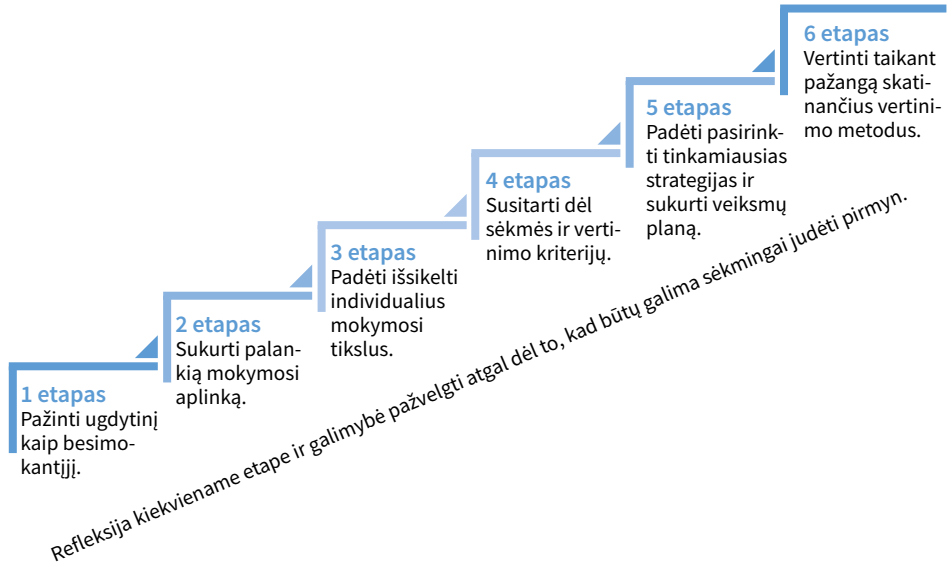 1 etapas
Pažinti ugdytinį
kaip besimo-
kantįjį.
2 etapas
Sukurti palan-
kią mokymosi
aplinką.
3 etapas
Padėti išsikelti
individualius
mokymosi
tikslus.
4 etapas
Susitarti dėl
sėkmės ir verti-
nimo kriterijų.
5 etapas
Padėti pasirink-
ti tinkamiausias
strategijas ir
sukurti veiksmų
planą.
6 etapas
Vertinti taikant
pažangą skati-
nančius vertini-
mo metodus.
Refleksija kiekviename etape ir galimybė pažvelgti atgal dėl to, kad būtų galima sėkmingai judėti pirmyn.